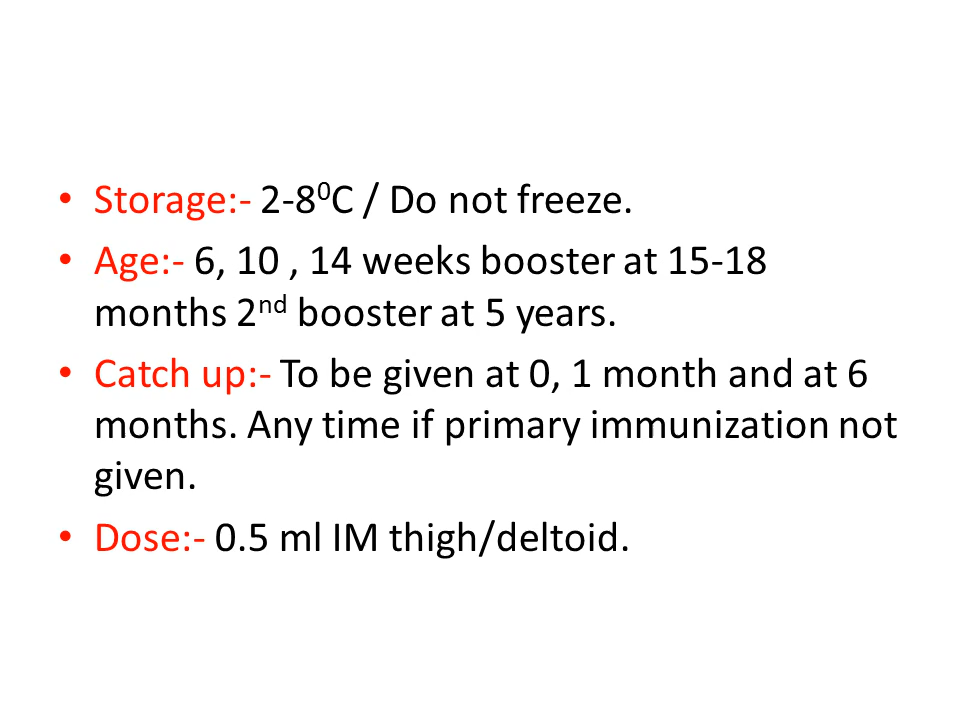 • Storage:- 2-8⁰C / Do not freeze.
• Age:- 6, 10 , 14 weeks booster at 15-18
months 2ⁿᵈ booster at 5 years.
• Catch up:- To be given at 0, 1 month and at 6
months. Any time if primary immunization not
given.
• Dose:- 0.5 ml IM thigh/deltoid.